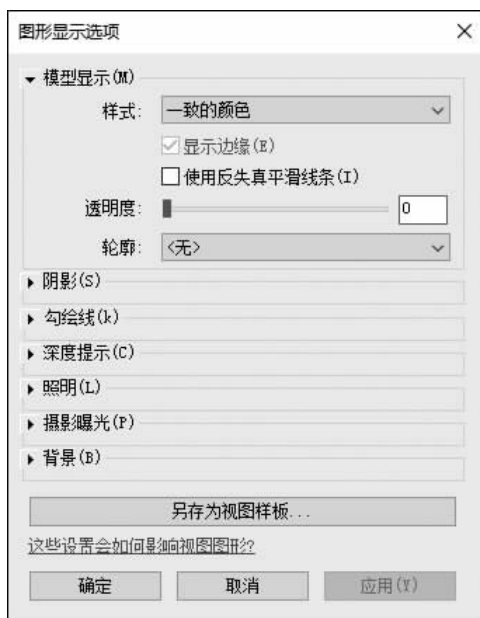 图形显示选项
模型显示(M)
样式: 一致的颜色
显示边缘(E)
使用反失真平滑线条(I)
透明度: 0
轮廓: <无>
阴影(S)
勾绘线(k)
深度提示(C)
照明(L)
摄影曝光(P)
背景(B)
另存为视图样板...
这些设置会如何影响视图图形?
确定 取消 应用(Y)